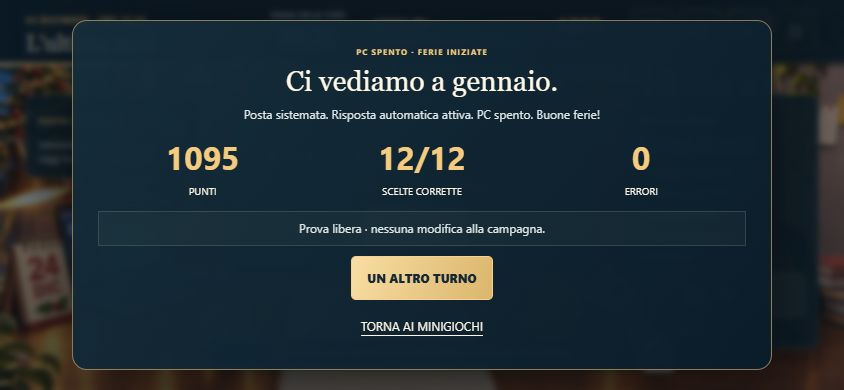 PC SPENTO · FERIE INIZIATE
Ci vediamo a gennaio.
Posta sistemata. Risposta automatica attiva. PC spento. Buone ferie!
1095 12/12 0
PUNTI SCELTE CORRETTE ERRORI
Prova libera · nessuna modifica alla campagna.
UN ALTRO TURNO
TORNA AI MINIGIOCHI
24